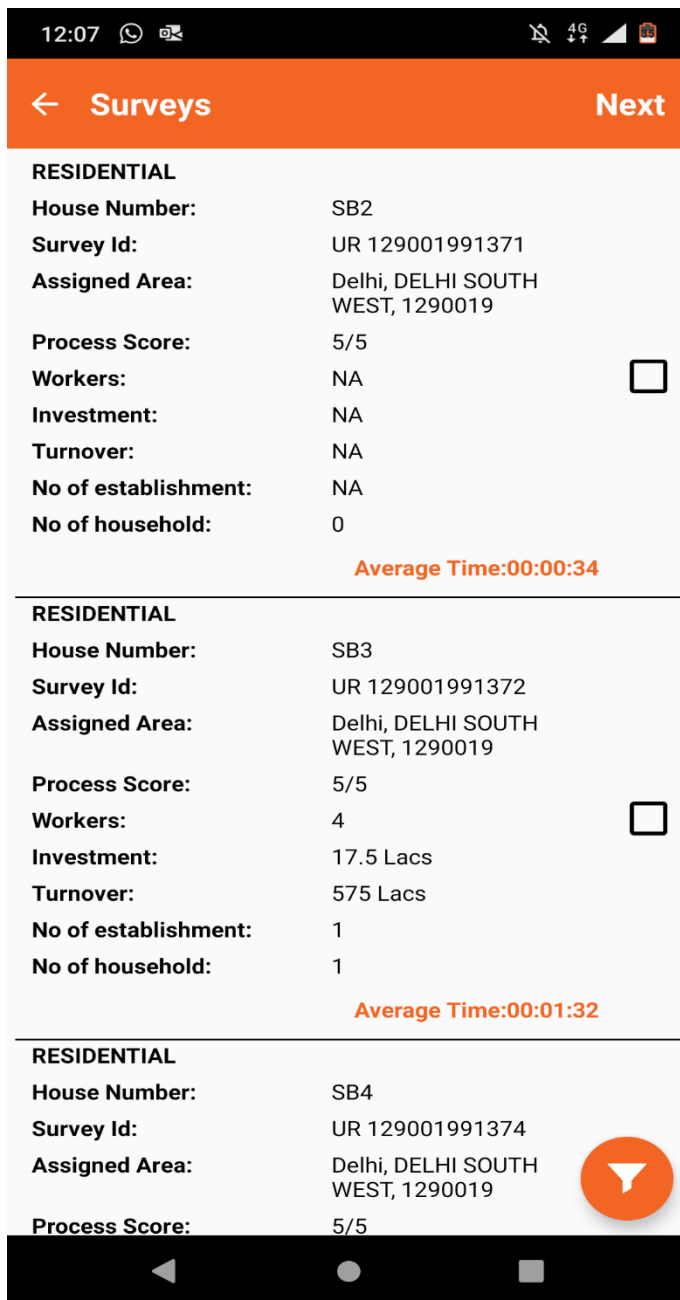 12:07
4G
Surveys Next
RESIDENTIAL
House Number: SB2
Survey Id: UR 129001991371
Assigned Area: Delhi, DELHI SOUTH
WEST, 1290019
Process Score: 5/5
Workers: NA
Investment: NA
Turnover: NA
No of establishment: NA
No of household: 0
Average Time:00:00:34
RESIDENTIAL
House Number: SB3
Survey Id: UR 129001991372
Assigned Area: Delhi, DELHI SOUTH
WEST, 1290019
Process Score: 5/5
Workers: 4
Investment: 17.5 Lacs
Turnover: 575 Lacs
No of establishment: 1
No of household: 1
Average Time:00:01:32
RESIDENTIAL
House Number: SB4
Survey Id: UR 129001991374
Assigned Area: Delhi, DELHI SOUTH
WEST, 1290019
Process Score: 5/5